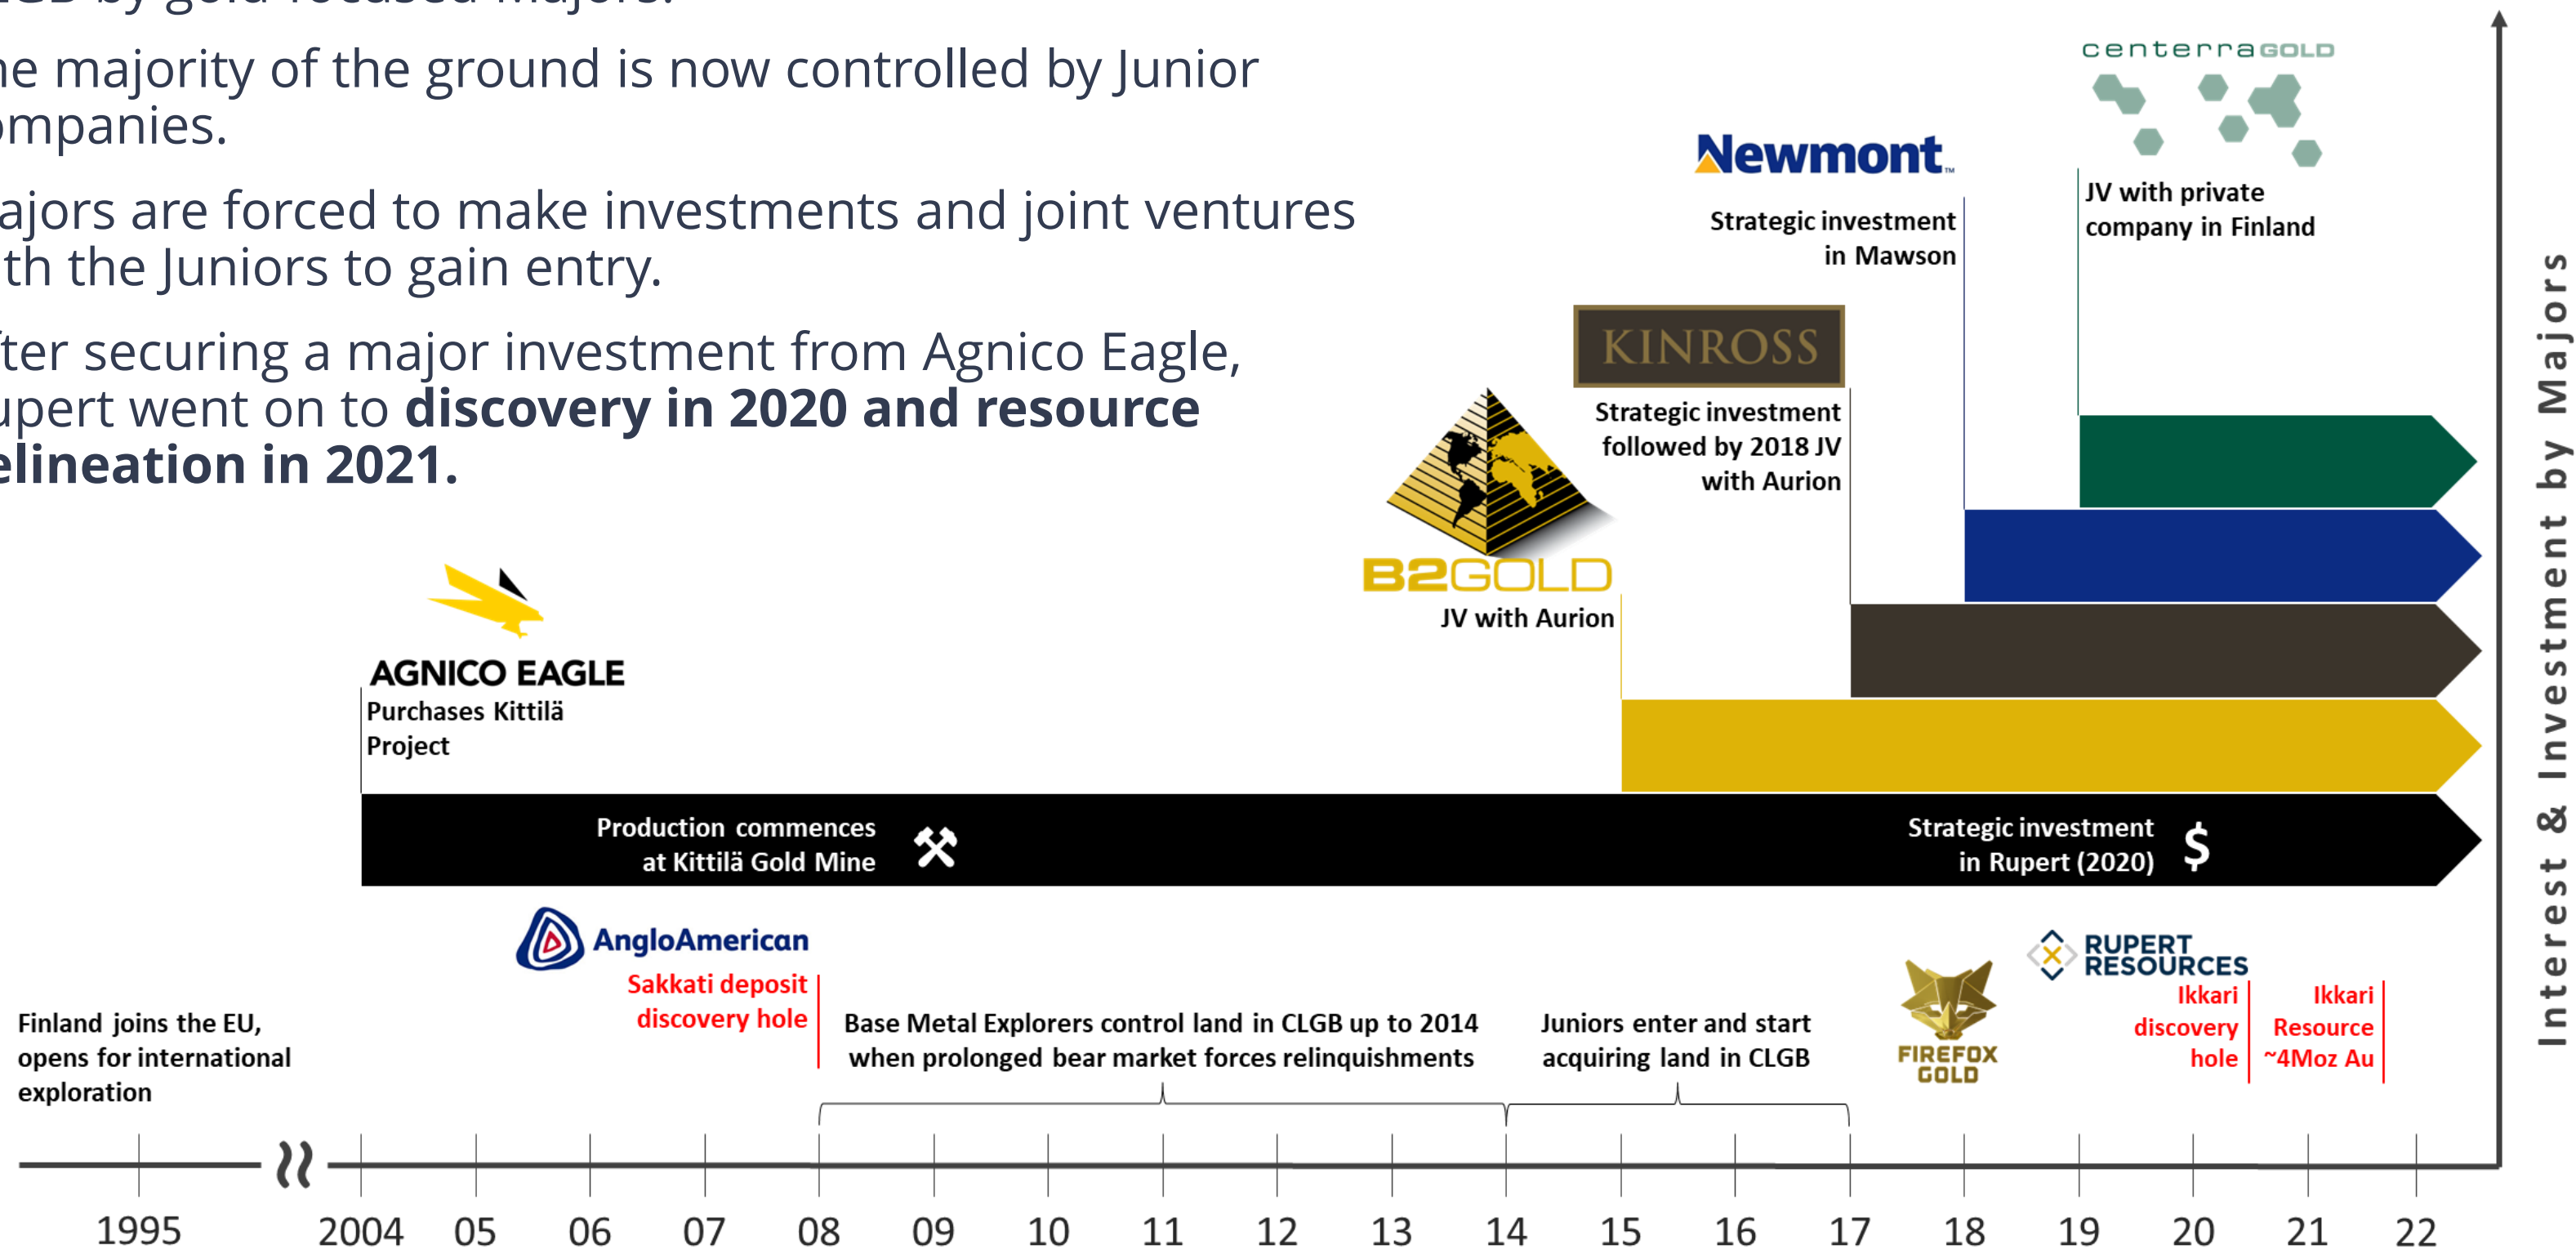 GB by gold focused Majors.
he majority of the ground is now controlled by Junior
ompanies.
ajors are forced to make investments and joint ventures
th the Juniors to gain entry.
ter securing a major investment from Agnico Eagle,
upert went on to discovery in 2020 and resource
elineation in 2021.
centerraGOLD
JV with private
company in Finland
Newmont™
Strategic investment
in Mawson
KINROSS
Strategic investment
followed by 2018 JV
with Aurion
B2GOLD
JV with Aurion
AGNICO EAGLE
Purchases Kittilä
Project
Production commences
at Kittilä Gold Mine
Strategic investment
in Rupert (2020)
$
AngloAmerican
Sakkati deposit
discovery hole
Finland joins the EU,
opens for international
exploration
Base Metal Explorers control land in CLGB up to 2014
when prolonged bear market forces relinquishments
Juniors enter and start
acquiring land in CLGB
FIREFOX
GOLD
RUPERT
RESOURCES
Ikkari
discovery
hole
Ikkari
Resource
~4Moz Au
1995 2004 05 06 07 08 09 10 11 12 13 14 15 16 17 18 19 20 21 22
Interest & Investment by Majors